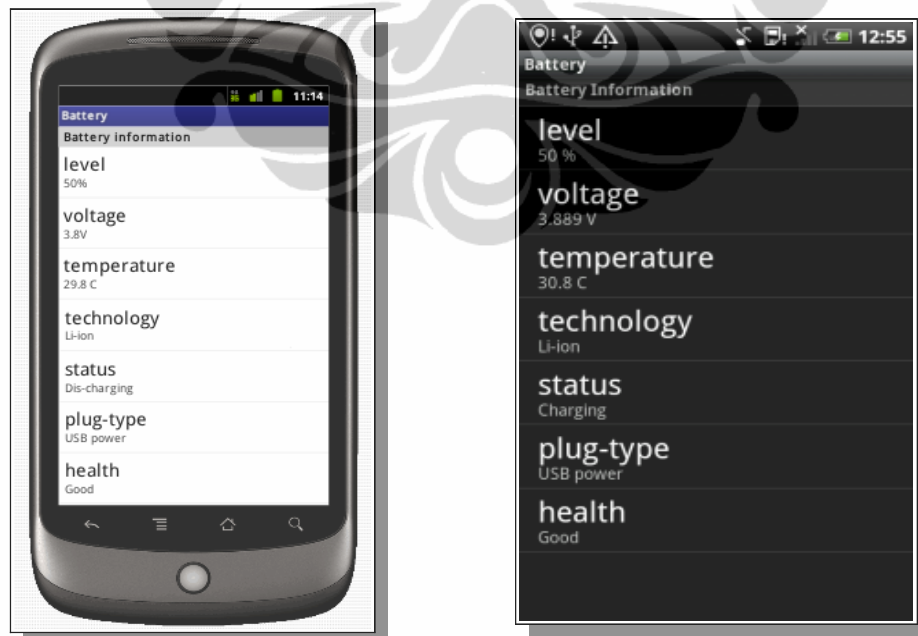 11:14
Battery
Battery information
level
50%
voltage
3.8V
temperature
29.8 C
technology
Li-ion
status
Dis-charging
plug-type
USB power
health
Good
12:55
Battery
Battery Information
level
50 %
voltage
3.889 V
temperature
30.8 C
technology
Li-ion
status
Charging
plug-type
USB power
health
Good